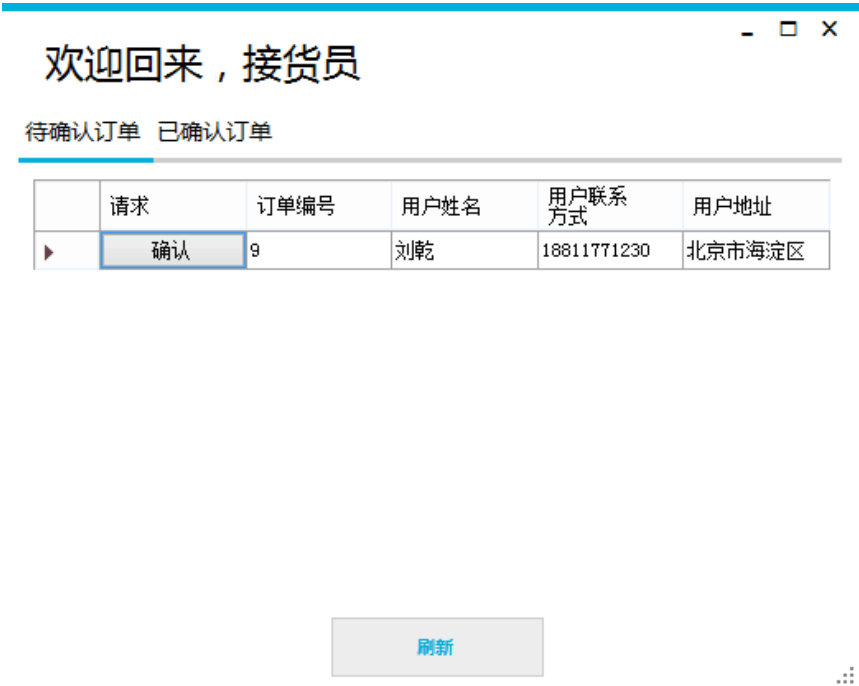 欢迎回来，接货员
待确认订单 已确认订单
请求 订单编号 用户姓名 用户联系方式 用户地址
确认 9 刘乾 18811771230 北京市海淀区
刷新